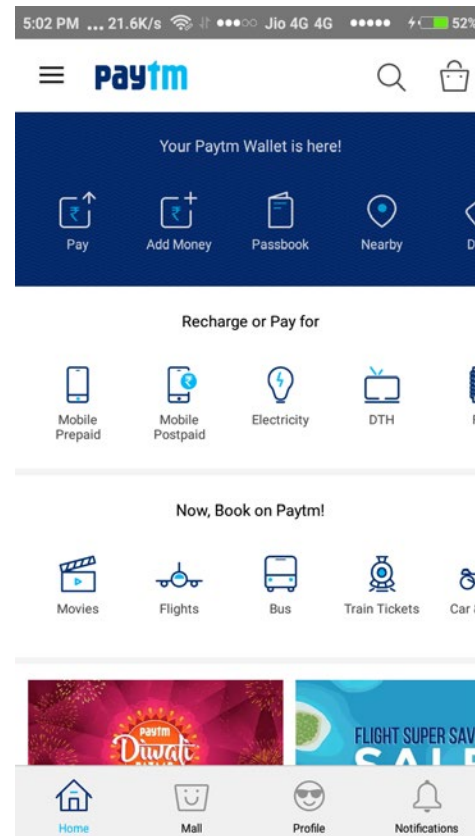 5:02 PM ... 21.6K/s Jio 4G 4G 52%
paytm
Your Paytm Wallet is here!
Pay Add Money Passbook Nearby
Recharge or Pay for
Mobile Prepaid
Mobile Postpaid
Electricity
DTH
Now, Book on Paytm!
Movies Flights Bus Train Tickets Car
Paytm
Diwali
FLIGHT SUPER SAV
SALE
Home Mall Profile Notifications